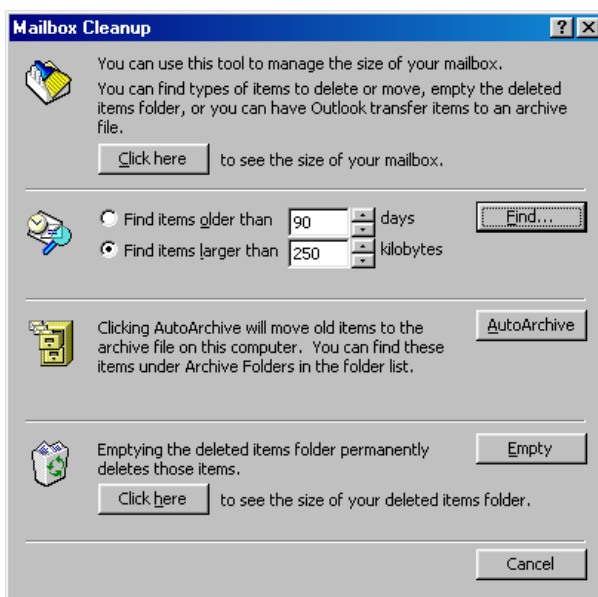 Mailbox Cleanup
You can use this tool to manage the size of your mailbox.
You can find types of items to delete or move, empty the deleted
items folder, or you can have Outlook transfer items to an archive
file.
Click here to see the size of your mailbox.
Find items older than 90 days Find...
Find items larger than 250 kilobytes
Clicking AutoArchive will move old items to the AutoArchive
archive file on this computer. You can find these
items under Archive Folders in the folder list.
Emptying the deleted items folder permanently Empty
deletes those items.
Click here to see the size of your deleted items folder.
Cancel